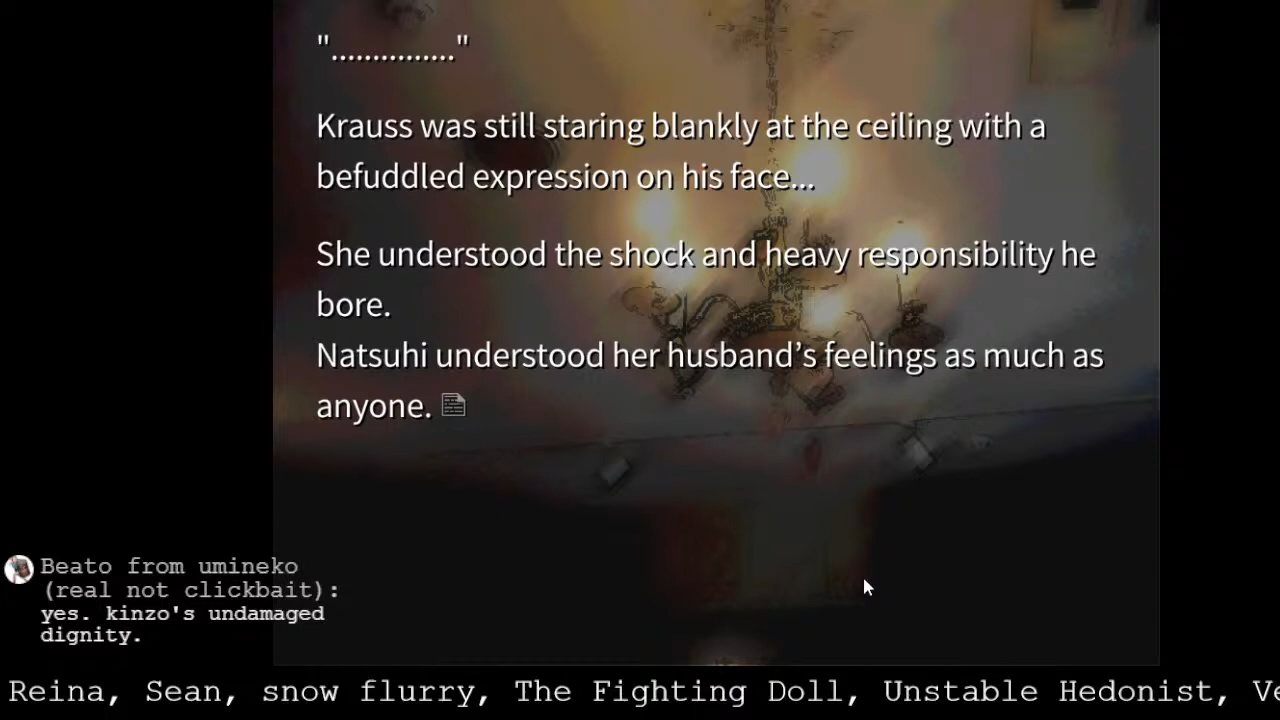 "..............."
Krauss was still staring blankly at the ceiling with a
befuddled expression on his face...
She understood the shock and heavy responsibility he
bore.
Natsuhi understood her husband’s feelings as much as
anyone.
Beato from umineko
(real not clickbait):
yes. kinzo's undamaged
dignity.
Reina, Sean, snow flurry, The Fighting Doll, Unstable Hedonist, Ve